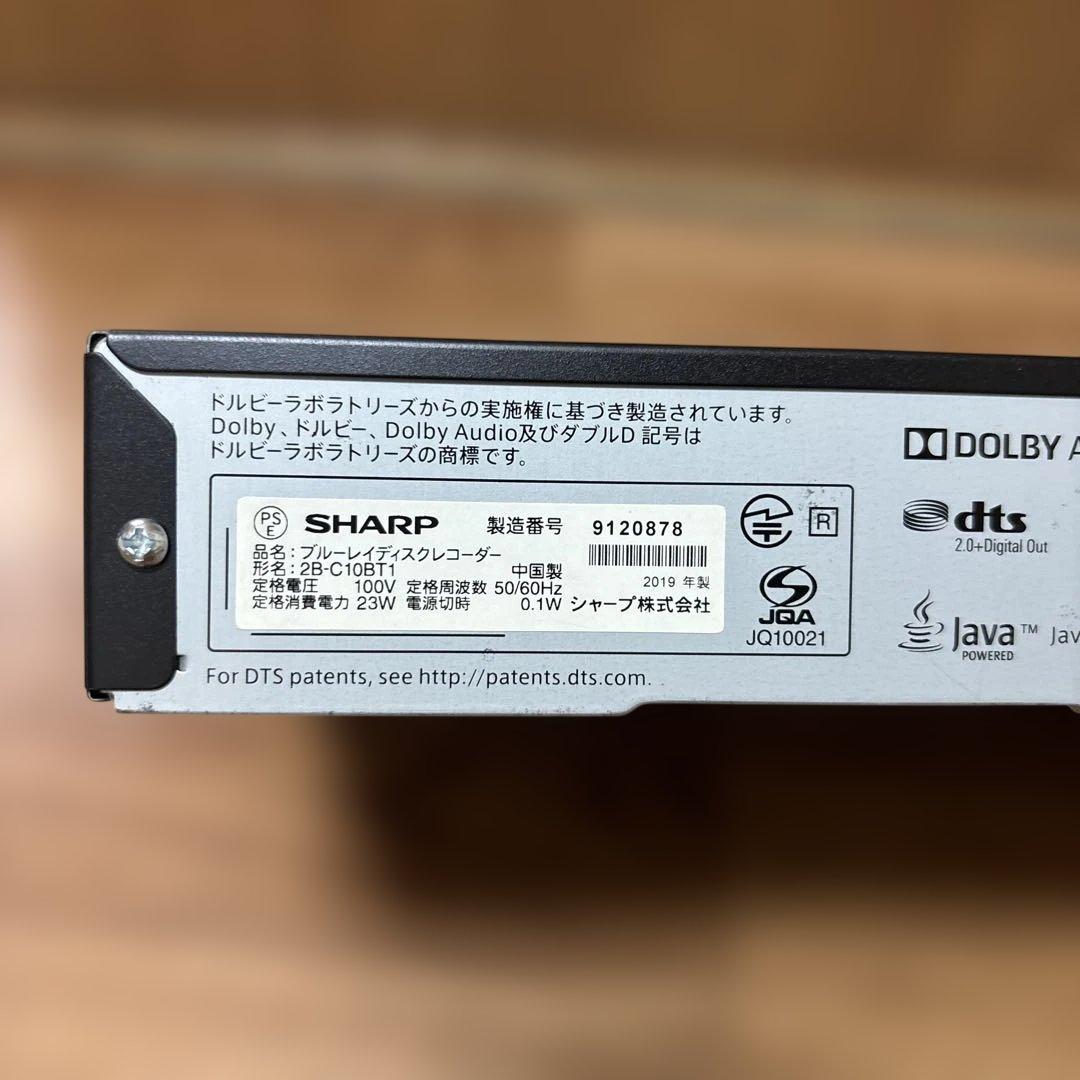 ドルビーラボラトリーズからの実施権に基づき製造されています。
Dolby、ドルビー、Dolby Audio及びダブルD 記号は
ドルビーラボラトリーズの商標です。
DOLBY A
PS E SHARP 製造番号 9120878
品名：ブルーレイディスクレコーダー
形名：2B-C10BT1 中国製
定格電圧 100V 定格周波数 50/60Hz 2019 年製
定格消費電力 23W 電源切時 0.1W シャープ株式会社
R
JQA
JQ10021
dts
2.0+Digital Out
Java™ Jav
POWERED
For DTS patents, see http://patents.dts.com.